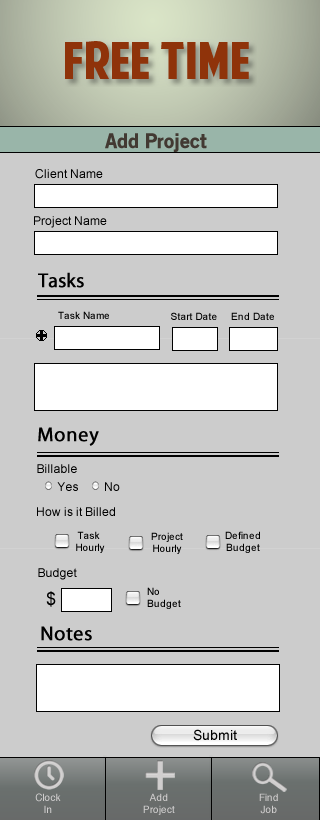 FREE TIME
Add Project
Client Name
Project Name
Tasks
Task Name Start Date End Date
Money
Billable
Yes No
How is it Billed
Task Hourly Project Hourly Defined Budget
Budget
$ No Budget
Notes
Submit
Clock In Add Project Find Job